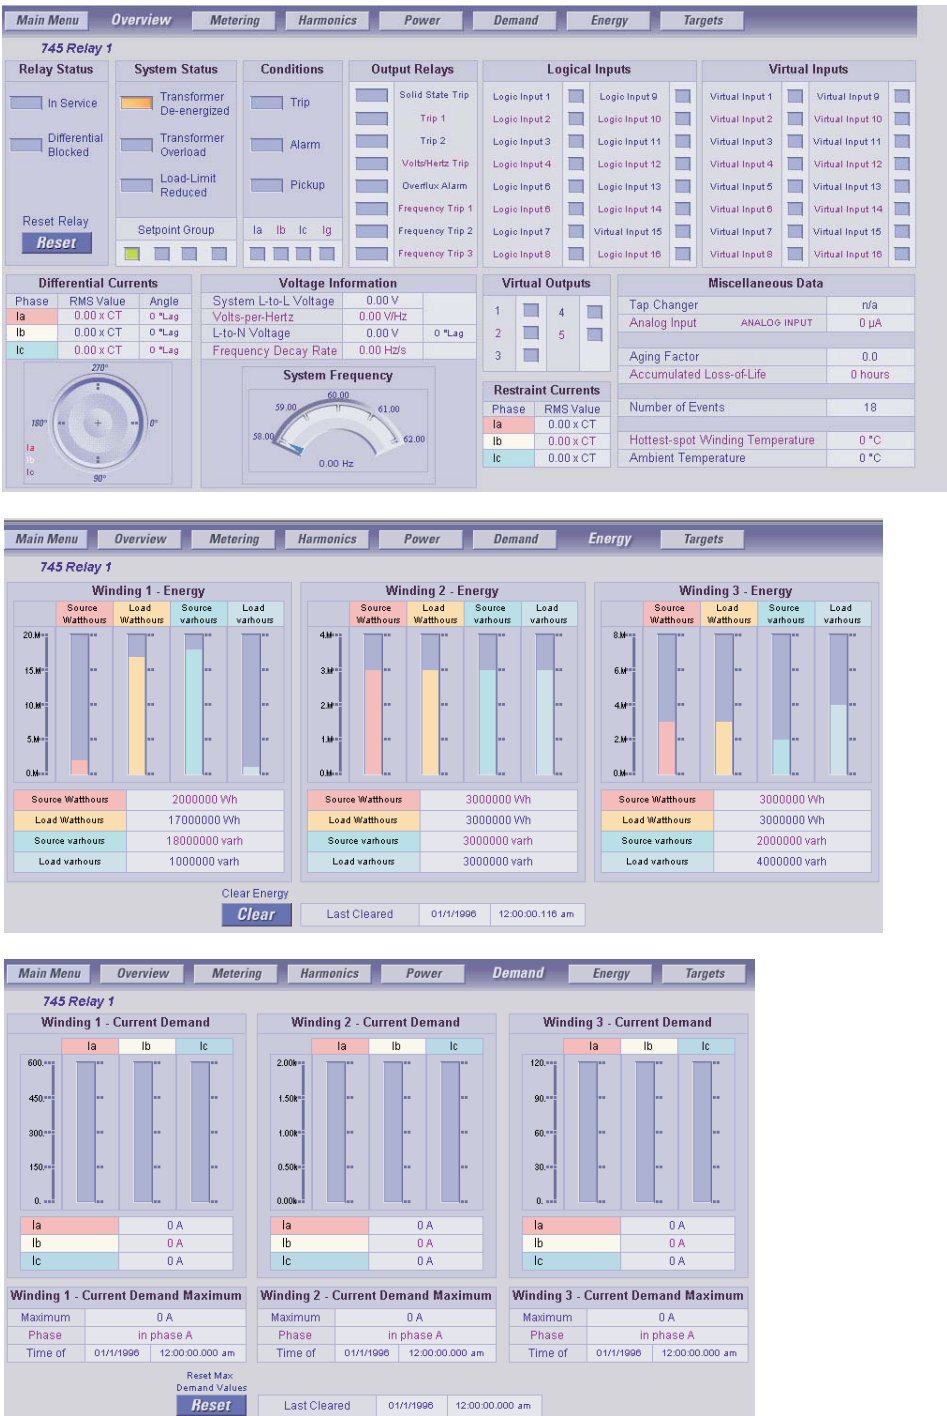 Main Menu Overview Metering Harmonics Power Demand Energy Targets
745 Relay 1
Relay Status
In Service
Differential
Blocked
Reset Relay
Reset
System Status
Transformer
De-energized
Transformer
Overload
Load-Limit
Reduced
Setpoint Group
Conditions
Trip
Alarm
Pickup
Ia Ib Ic Ig
Output Relays
Solid State Trip
Trip 1
Trip 2
Volts/Hertz Trip
Overflux Alarm
Frequency Trip 1
Frequency Trip 2
Frequency Trip 3
Logical Inputs
Logic Input 1 Logic Input 9
Logic Input 2 Logic Input 10
Logic Input 3 Logic Input 11
Logic Input 4 Logic Input 12
Logic Input 6 Logic Input 13
Logic Input 6 Logic Input 14
Logic Input 7 Virtual Input 15
Logic Input 8 Logic Input 16
Virtual Inputs
Virtual Input 1 Virtual Input 9
Virtual Input 2 Virtual Input 10
Virtual Input 3 Virtual Input 11
Virtual Input 4 Virtual Input 12
Virtual Input 5 Virtual Input 13
Virtual Input 6 Virtual Input 14
Virtual Input 7 Virtual Input 15
Virtual Input 8 Virtual Input 16
Differential Currents
Phase RMS Value Angle
Ia 0.00 x CT 0 °Lag
Ib 0.00 x CT 0 °Lag
Ic 0.00 x CT 0 °Lag
270°
180° 0°
Ia
Ib
Ic
90°
Voltage Information
System L-to-L Voltage 0.00 V
Volts-per-Hertz 0.00 V/Hz
L-to-N Voltage 0.00 V 0 °Lag
Frequency Decay Rate 0.00 Hz/s
System Frequency
60.00
59.00 61.00
58.00 62.00
0.00 Hz
Virtual Outputs
1 4
2 5
3
Restraint Currents
Phase RMS Value
Ia 0.00 x CT
Ib 0.00 x CT
Ic 0.00 x CT
Miscellaneous Data
Tap Changer n/a
Analog Input ANALOG INPUT 0 µA
Aging Factor 0.0
Accumulated Loss-of-Life 0 hours
Number of Events 18
Hottest-spot Winding Temperature 0 °C
Ambient Temperature 0 °C
Main Menu Overview Metering Harmonics Power Demand Energy Targets
745 Relay 1
Winding 1 - Energy
Source Load Source Load
Watthours Watthours varhours varhours
20.M
15.M
10.M
5.M
0.M
Source Watthours 2000000 Wh
Load Watthours 17000000 Wh
Source varhours 18000000 varh
Load varhours 1000000 varh
Winding 2 - Energy
Source Load Source Load
Watthours Watthours varhours varhours
4.M
3.M
2.M
1.M
0.M
Source Watthours 3000000 Wh
Load Watthours 3000000 Wh
Source varhours 3000000 varh
Load varhours 3000000 varh
Winding 3 - Energy
Source Load Source Load
Watthours Watthours varhours varhours
8.M
6.M
4.M
2.M
0.M
Source Watthours 3000000 Wh
Load Watthours 3000000 Wh
Source varhours 2000000 varh
Load varhours 4000000 varh
Clear Energy
Clear Last Cleared 01/1/1996 12:00:00.116 am
Main Menu Overview Metering Harmonics Power Demand Energy Targets
745 Relay 1
Winding 1 - Current Demand
Ia Ib Ic
600.
450.
300.
150.
0.
Ia 0 A
Ib 0 A
Ic 0 A
Winding 2 - Current Demand
Ia Ib Ic
2.00k
1.50k
1.00k
0.50k
0.00k
Ia 0 A
Ib 0 A
Ic 0 A
Winding 3 - Current Demand
Ia Ib Ic
120.
90.
60.
30.
0.
Ia 0 A
Ib 0 A
Ic 0 A
Winding 1 - Current Demand Maximum
Maximum 0 A
Phase in phase A
Time of 01/1/1996 12:00:00.000 am
Winding 2 - Current Demand Maximum
Maximum 0 A
Phase in phase A
Time of 01/1/1996 12:00:00.000 am
Winding 3 - Current Demand Maximum
Maximum 0 A
Phase in phase A
Time of 01/1/1996 12:00:00.000 am
Reset Max
Demand Values
Reset Last Cleared 01/1/1996 12:00:00.000 am